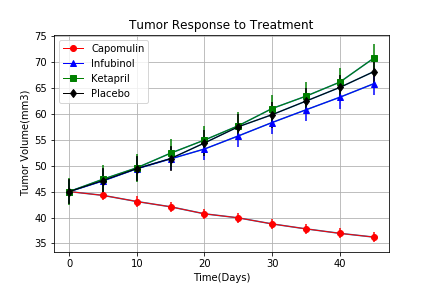 Tumor Response to Treatment
Capomulin
Infubinol
Ketapril
Placebo
Tumor Volume(mm3)
75
70
65
60
55
50
45
40
35
0
10
20
30
40
Time(Days)